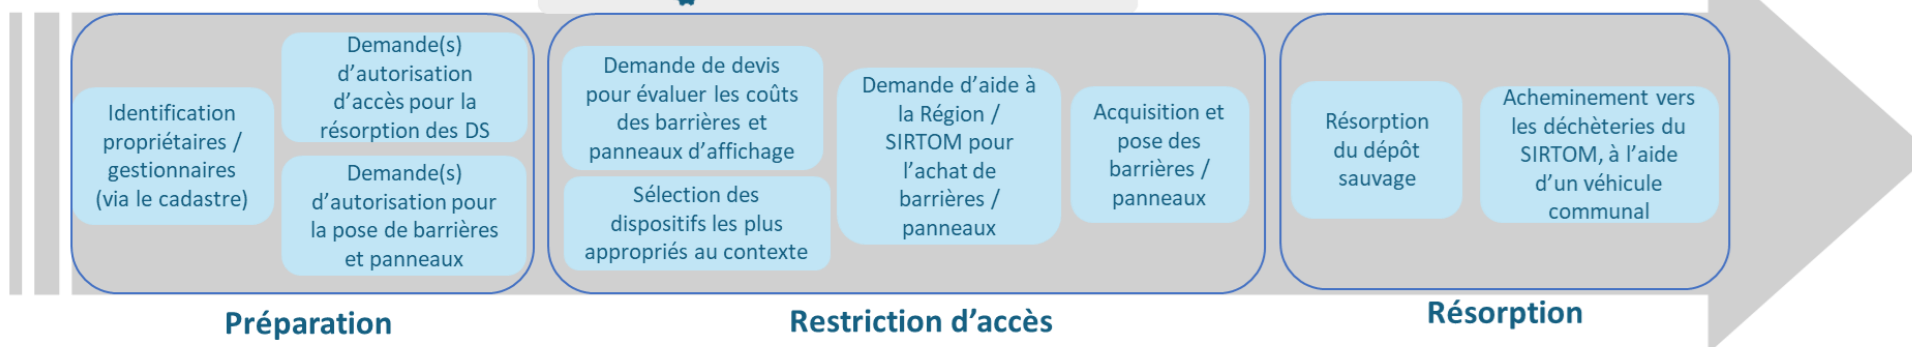 Identification
propriétaires /
gestionnaires
(via le cadastre)
Demande(s)
d’autorisation
d’accès pour la
résorption des DS
Demande(s)
d’autorisation pour
la pose de barrières
et panneaux
Préparation
Demande de devis
pour évaluer les coûts
des barrières et
panneaux d’affichage
Sélection des
dispositifs les plus
appropriés au contexte
Demande d’aide à
la Région /
SIRTOM pour
l’achat de
barrières /
panneaux
Acquisition et
pose des
barrières /
panneaux
Restriction d’accès
Résorption
du dépôt
sauvage
Acheminement vers
les déchèteries du
SIRTOM, à l’aide
d’un véhicule
communal
Résorption